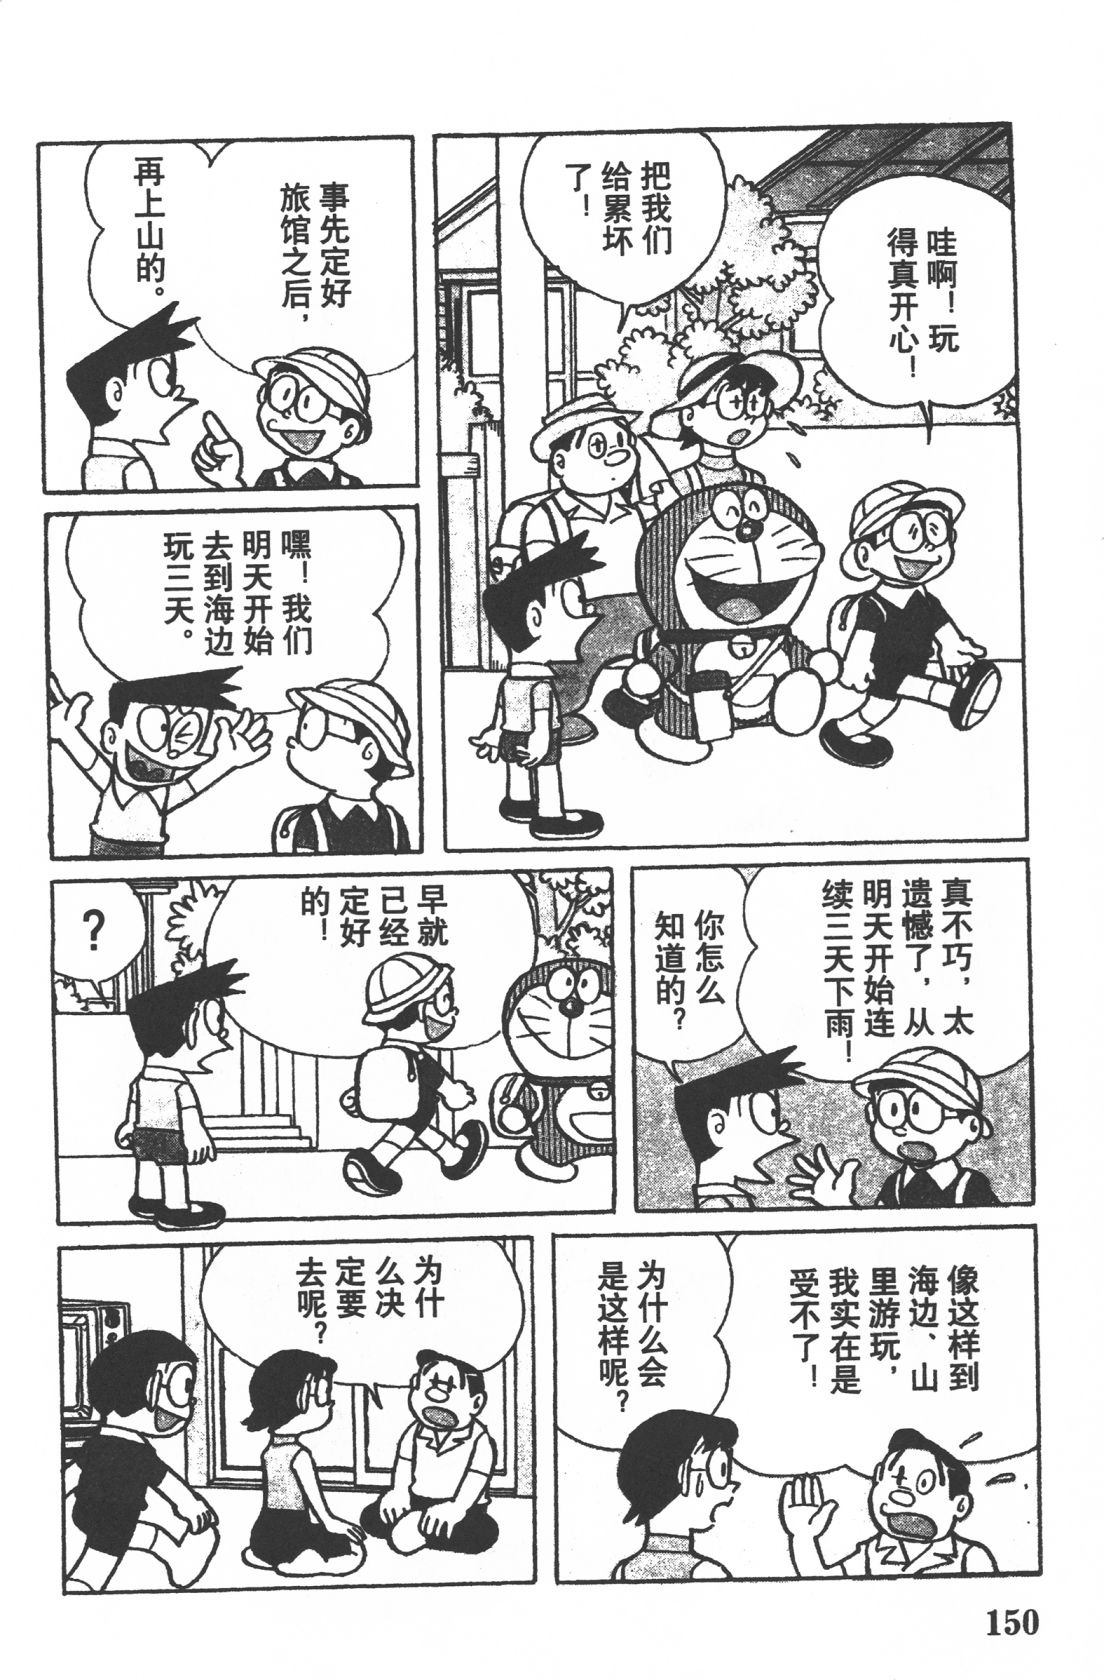 哇啊！玩
得真开心！
把我们
给累坏
了！
事先定好
旅馆之后，
再上山的。
嘿！我们
明天开始
去到海边
玩三天。
真不巧，太
遗憾了，从
明天开始连
续三天下雨！
你怎么
知道的？
早就
已经
定好
的！
？
像这样到
海边、山
里游玩，
我实在是
受不了！
为什么会
是这样呢？
为什
么决
定要
去呢？
150